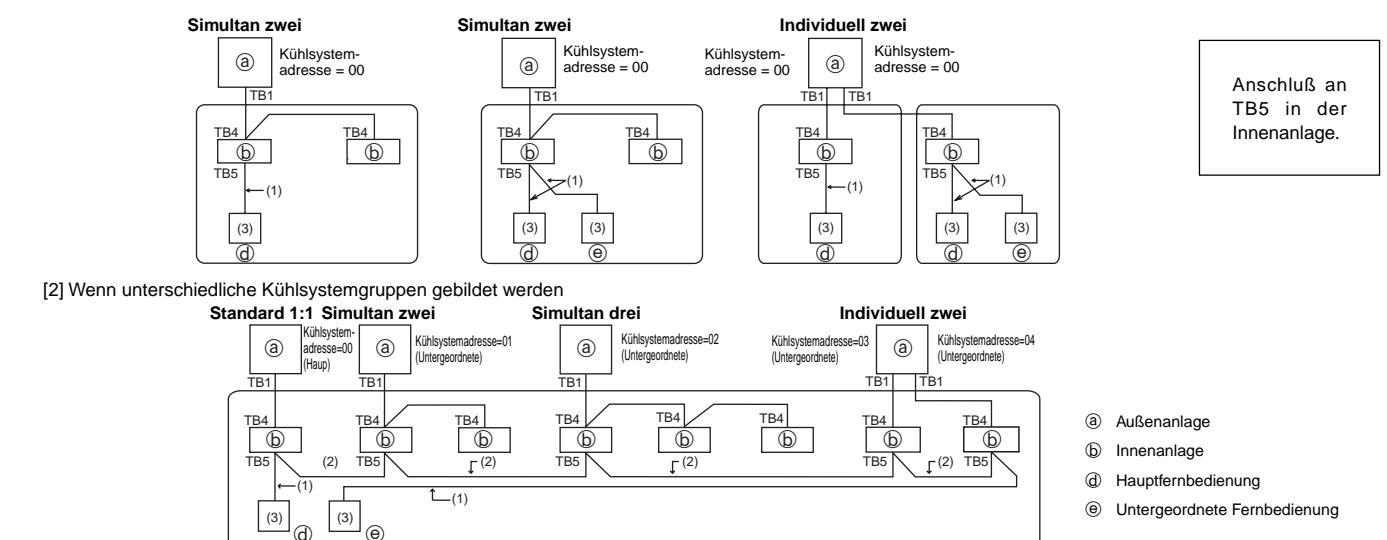 Simultan zwei Simultan zwei Individuell zwei
ⓐ Kühlsystem-
adresse = 00
ⓐ Kühlsystem-
adresse = 00
Kühlsystem-
adresse = 00
ⓐ Kühlsystem-
adresse = 00
TB1 TB1 TB1 TB1
TB4 TB4 TB4 TB4 TB4 TB4
ⓑ ⓑ ⓑ ⓑ ⓑ ⓑ
TB5 TB5 TB5 TB5
(1) (1) (1) (1)
(3) (3) (3) (3) (3) (3)
ⓓ ⓓ ⓔ ⓓ ⓓ ⓔ
Anschluß an
TB5 in der
Innenanlage.
[2] Wenn unterschiedliche Kühlsystemgruppen gebildet werden
Standard 1:1 Simultan zwei Simultan drei Individuell zwei
ⓐ Kühlsystem-
adresse=00
(Haup)
ⓐ Kühlsystemadresse=01
(Untergeordnete)
ⓐ Kühlsystemadresse=02
(Untergeordnete)
Kühlsystemadresse=03
(Untergeordnete)
ⓐ Kühlsystemadresse=04
(Untergeordnete)
TB1 TB1 TB1 TB1 TB1
TB4 TB4 TB4 TB4 TB4 TB4 TB4 TB4
ⓑ ⓑ ⓑ ⓑ ⓑ ⓑ ⓑ ⓑ
TB5 (2) TB5 (2) TB5 (2) TB5 (2) TB5
(1) (1)
(3) (3)
ⓓ ⓔ
ⓐ Außenanlage
ⓑ Innenanlage
ⓓ Hauptfernbedienung
ⓔ Untergeordnete Fernbedienung